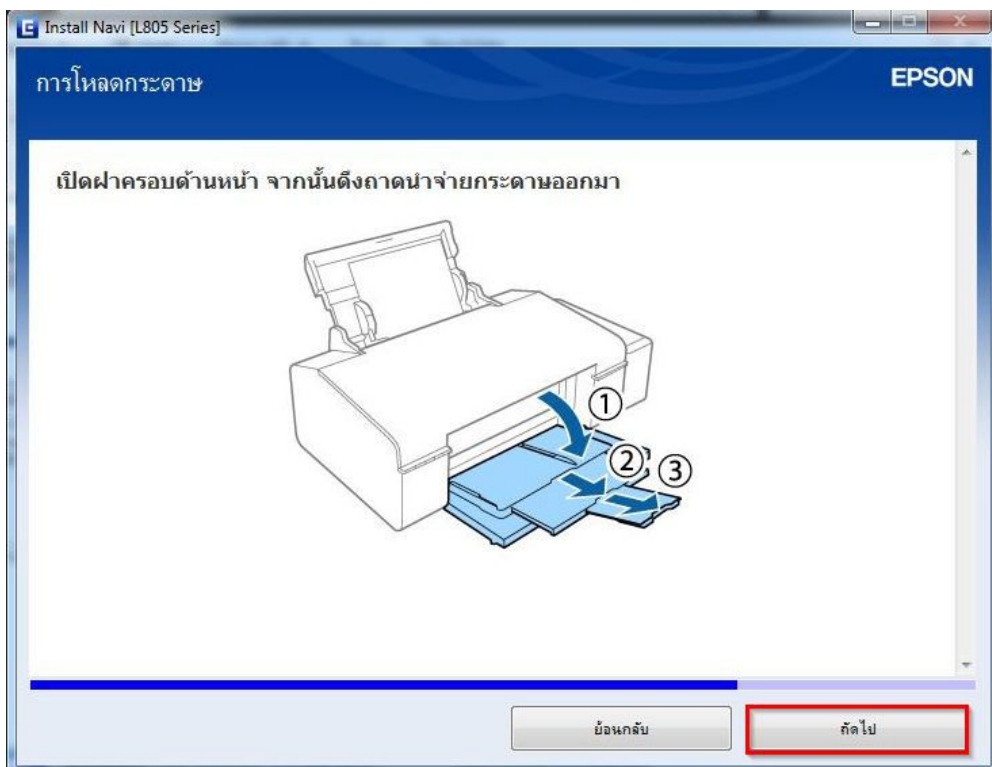 Install Navi [L805 Series]
การโหลดกระดาษ
EPSON
เปิดฝาครอบด้านหน้า จากนั้นดึงถาดนำจ่ายกระดาษออกมา
①
②
③
ย้อนกลับ
ถัดไป